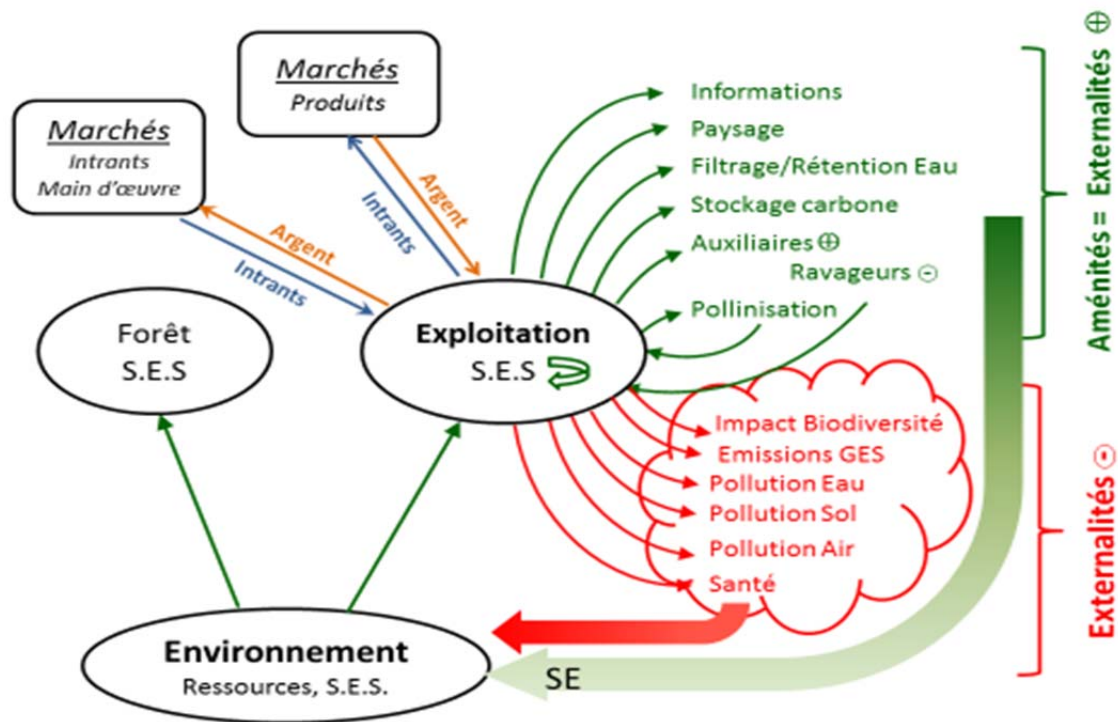 Marchés
Produits
Marchés
Intrants
Main d'œuvre
Argent
Intrants
Argent
Intrants
Forêt
S.E.S
Exploitation
S.E.S
Environnement
Ressources, S.E.S.
Informations
Paysage
Filtrage/Rétention Eau
Stockage carbone
Auxiliaires ⊕
Ravageurs ⊖
Pollinisation
Impact Biodiversité
Emissions GES
Pollution Eau
Pollution Sol
Pollution Air
Santé
SE
Aménités = Externalités ⊕
Externalités ⊖